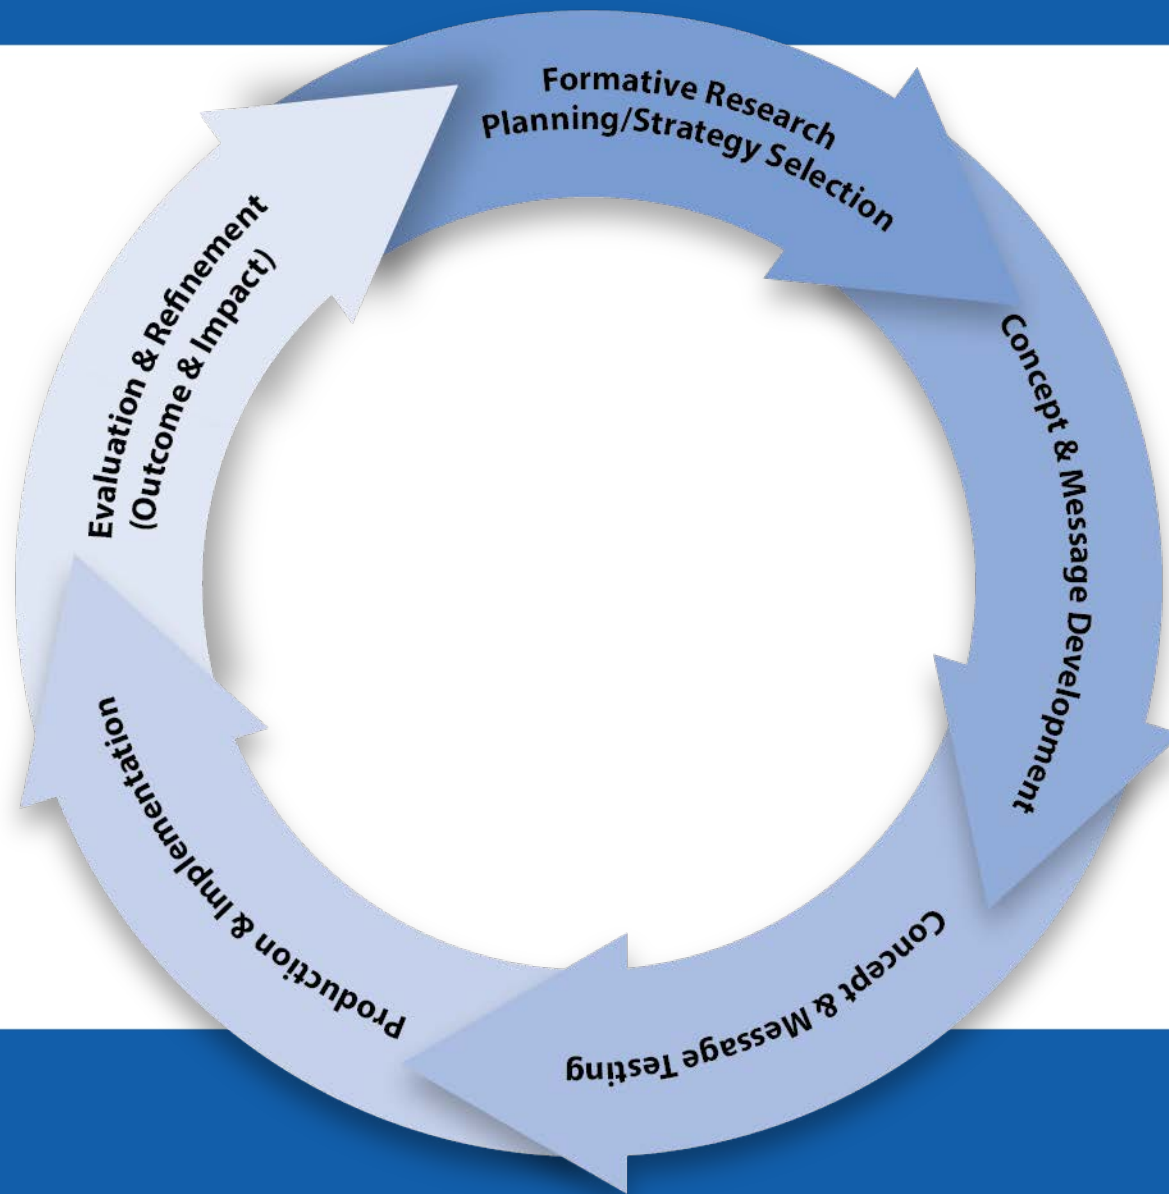 Formative Research
Planning/Strategy Selection
Concept & Message Development
Concept & Message Testing
Production & Implementation
Evaluation & Refinement
(Outcome & Impact)